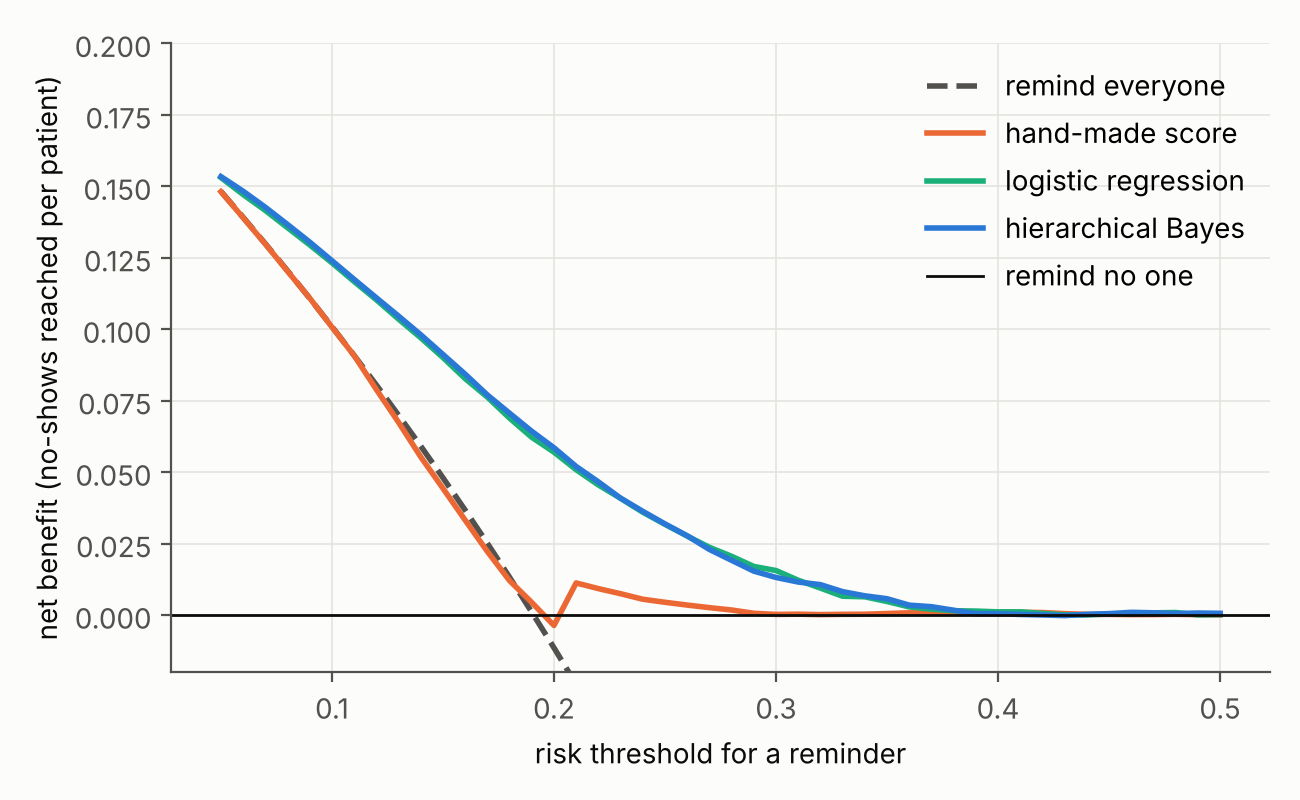 0.200
0.175
0.150
0.125
0.100
0.075
0.050
0.025
0.000
net benefit (no-shows reached per patient)
remind everyone
hand-made score
logistic regression
hierarchical Bayes
remind no one
0.1 0.2 0.3 0.4 0.5
risk threshold for a reminder